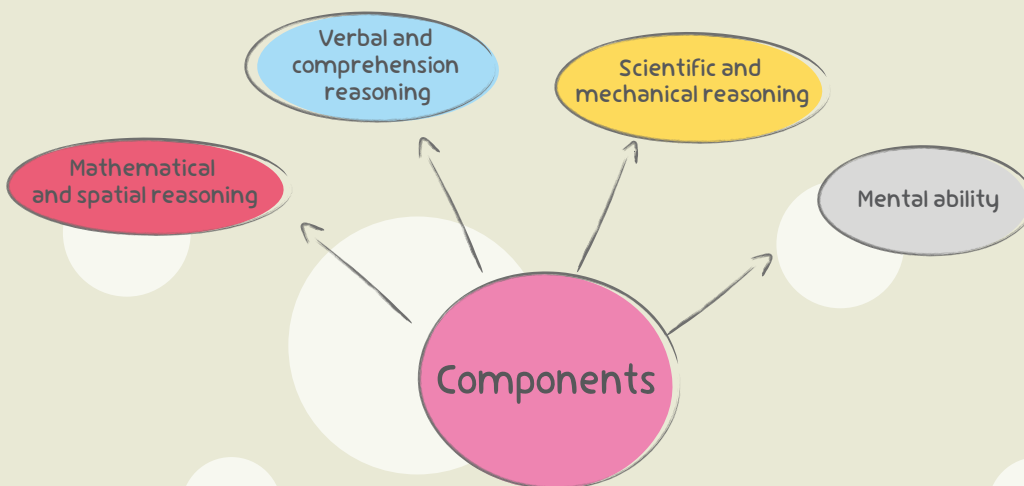 Verbal and
comprehension
reasoning
Scientific and
mechanical reasoning
Mathematical
and spatial reasoning
Mental ability
Components